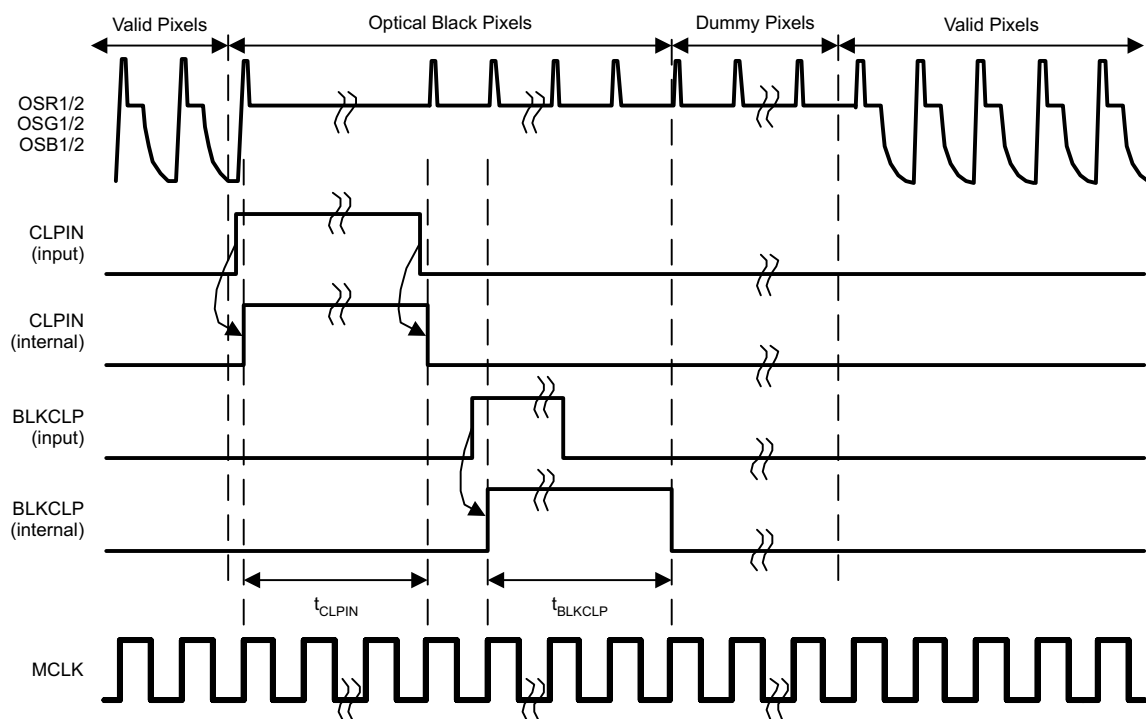 Valid Pixels
Optical Black Pixels
Dummy Pixels
Valid Pixels
OSR1/2
OSG1/2
OSB1/2
CLPIN
(input)
CLPIN
(internal)
BLKCLP
(input)
BLKCLP
(internal)
tCLPIN
tBLKCLP
MCLK